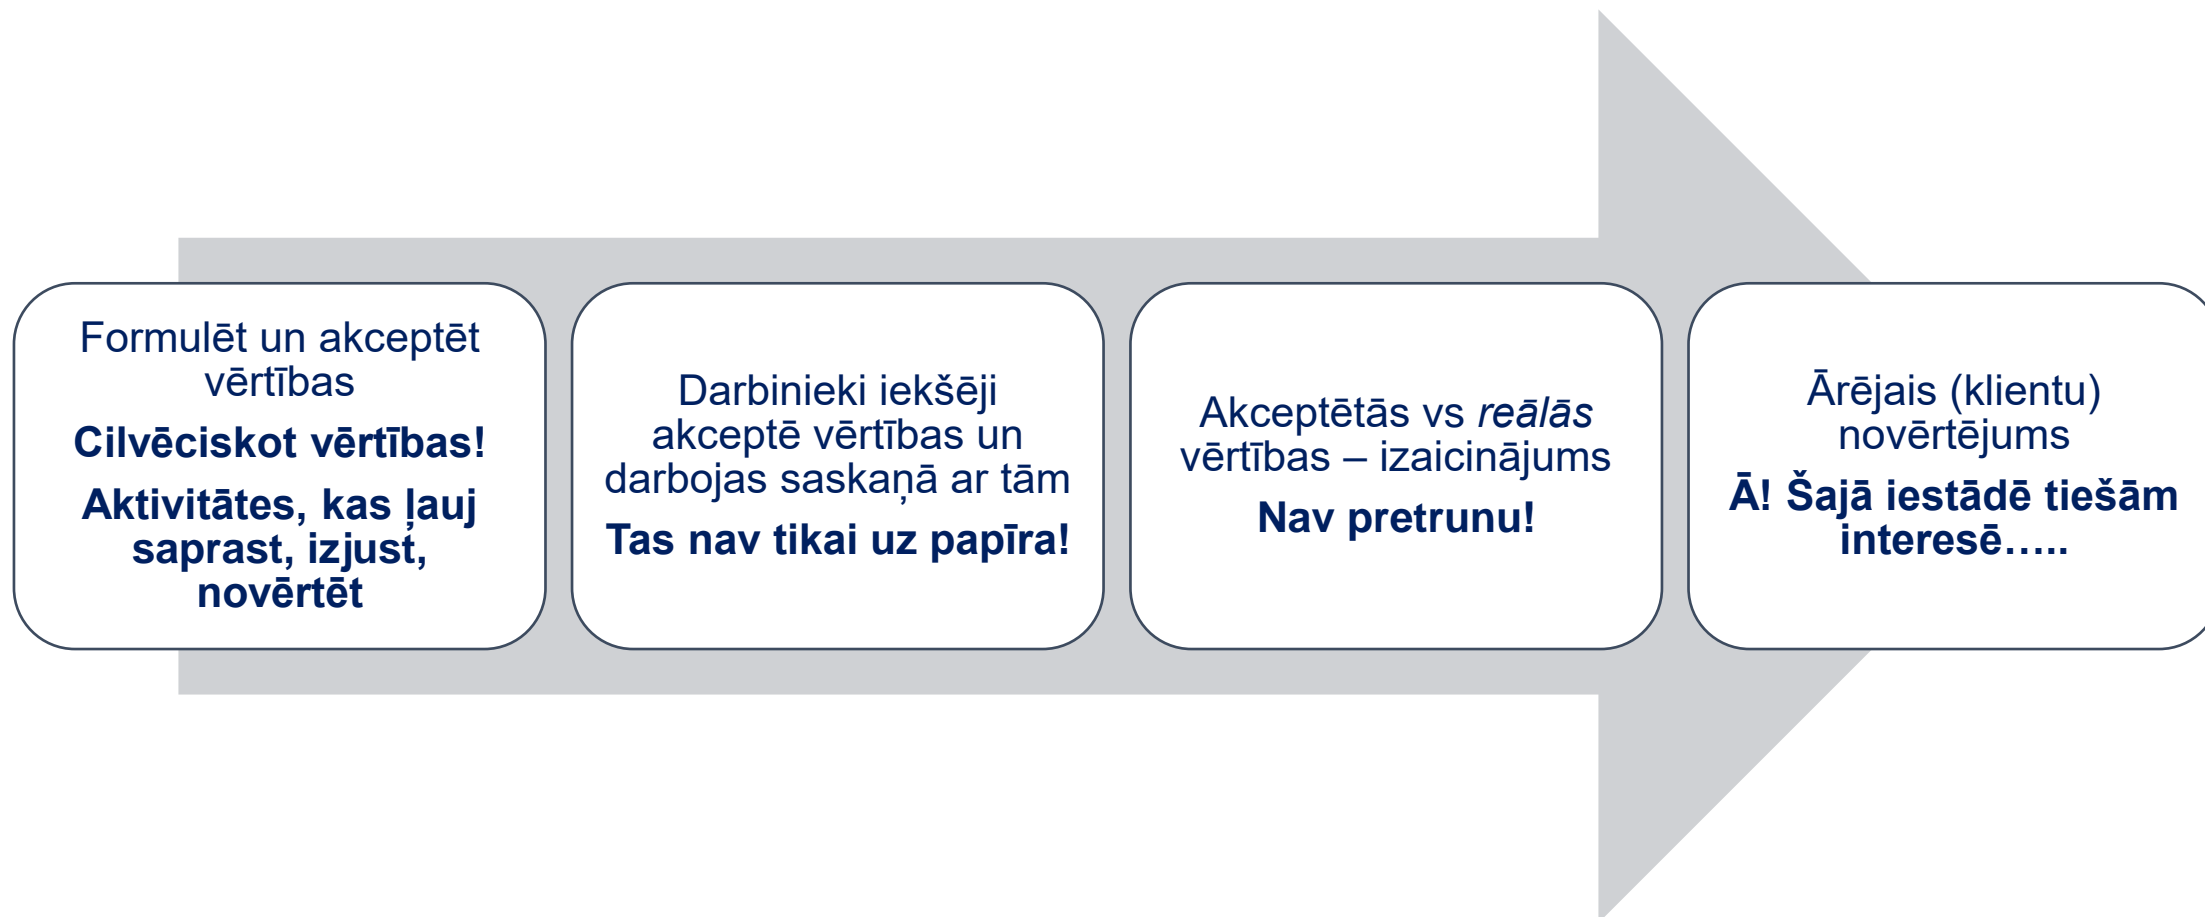 Formulēt un akceptēt
vērtības
Cilvēciskot vērtības!
Aktivitātes, kas ļauj
saprast, izjust,
novērtēt
Darbinieki iekšēji
akceptē vērtības un
darbojas saskaņā ar tām
Tas nav tikai uz papīra!
Akceptētās vs reālās
vērtības – izaicinājums
Nav pretrunu!
Ārējais (klientu)
novērtējums
Ā! Šajā iestādē tiešām
interesē…..